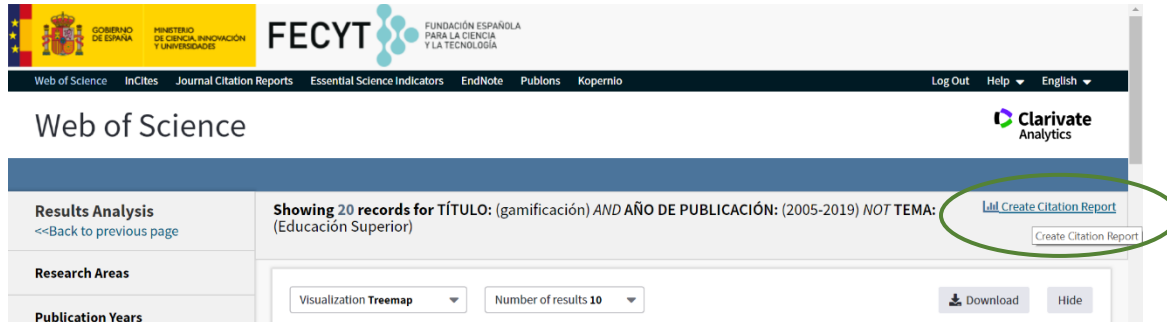 GOBIERNO
DE ESPAÑA
MINISTERIO
DE CIENCIA, INNOVACIÓN
Y UNIVERSIDADES
FECYT
FUNDACIÓN ESPAÑOLA
PARA LA CIENCIA
Y LA TECNOLOGÍA
Web of Science InCites Journal Citation Reports Essential Science Indicators EndNote Publons Kopernio Log Out Help English
Web of Science
Clarivate
Analytics
Results Analysis
<<Back to previous page
Showing 20 records for TÍTULO: (gamificación) AND AÑO DE PUBLICACIÓN: (2005-2019) NOT TEMA:
(Educación Superior)
Create Citation Report
Create Citation Report
Research Areas
Visualization Treemap Number of results 10 Download Hide
Publication Years